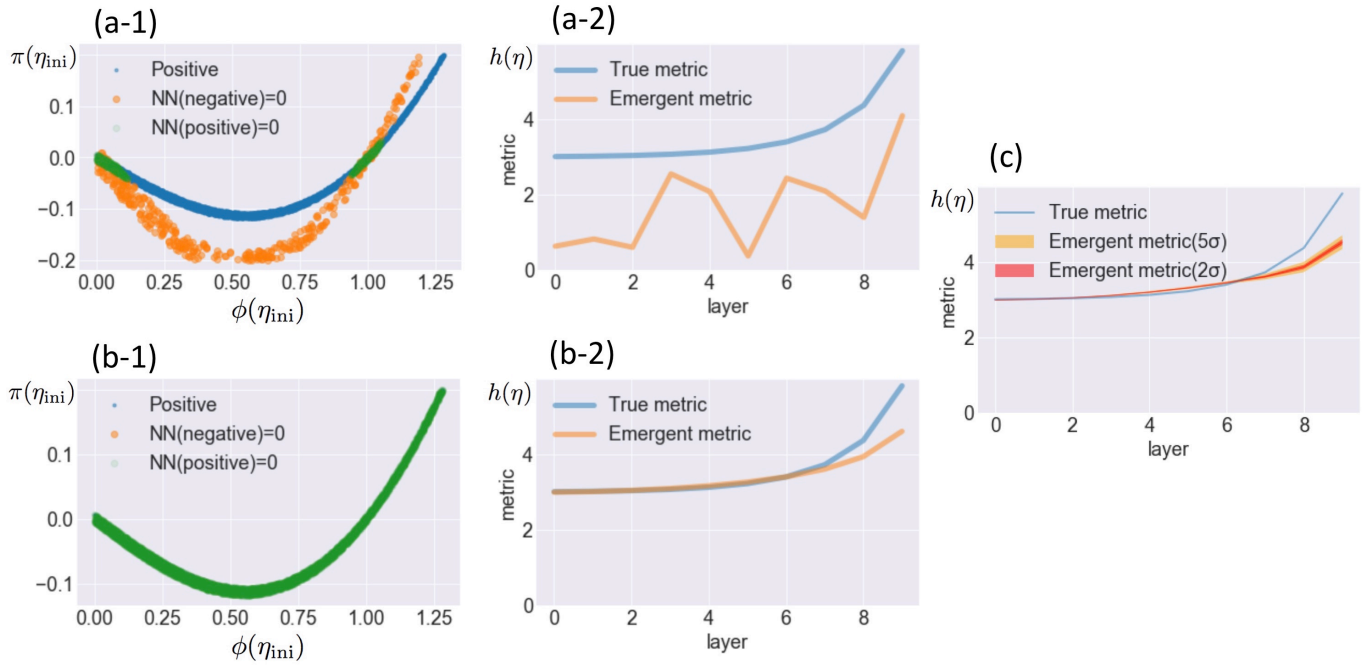 (a-1)
π(η_ini)
Positive
NN(negative)=0
NN(positive)=0
0.1
0.0
−0.1
−0.2
0.00 0.25 0.50 0.75 1.00 1.25
ϕ(η_ini)
(a-2)
h(η)
True metric
Emergent metric
metric
4
2
0
0 2 4 6 8
layer
(b-1)
π(η_ini)
Positive
NN(negative)=0
NN(positive)=0
0.1
0.0
−0.1
0.00 0.25 0.50 0.75 1.00 1.25
ϕ(η_ini)
(b-2)
h(η)
True metric
Emergent metric
metric
4
2
0
0 2 4 6 8
layer
(c)
h(η)
True metric
Emergent metric(5σ)
Emergent metric(2σ)
metric
4
2
0
0 2 4 6 8
layer